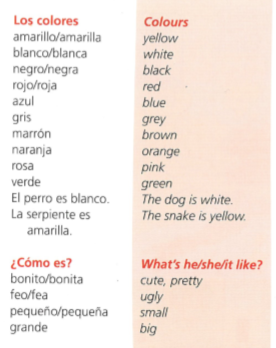 Los colores
amarillo/amarilla
blanco/blanca
negro/negra
rojo/roja
azul
gris
marrón
naranja
rosa
verde
El perro es blanco.
La serpiente es
amarilla.
¿Cómo es?
bonito/bonita
feo/fea
pequeño/pequeña
grande
Colours
yellow
white
black
red
blue
grey
brown
orange
pink
green
The dog is white.
The snake is yellow.
What's he/she/it like?
cute, pretty
ugly
small
big